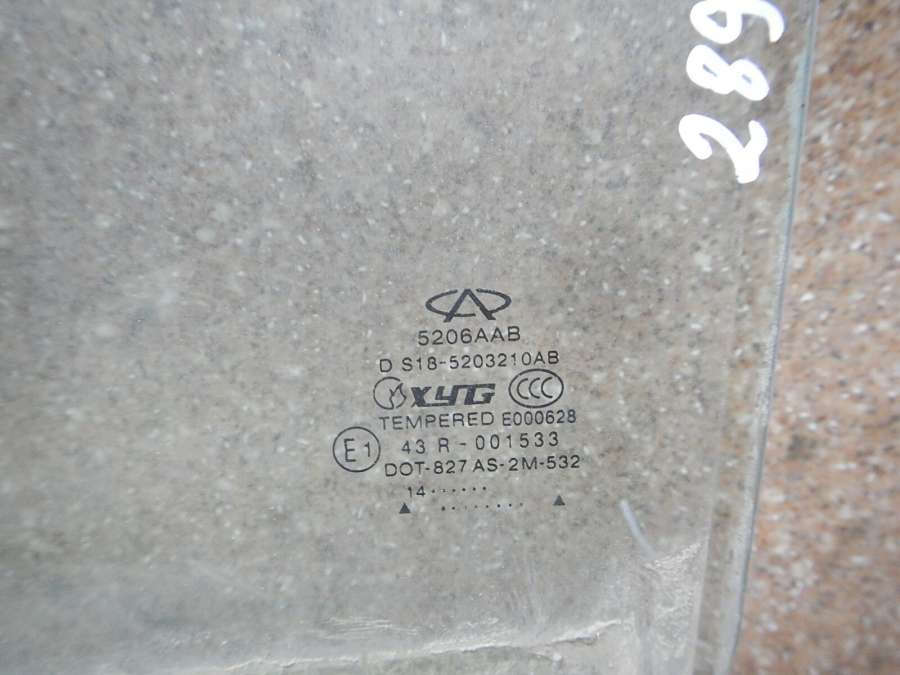 289
5206AAB
D S18-5203210AB
XYG CCC
TEMPERED E000628
E1 43 R - 001533
DOT-827 AS-2M-532
14······